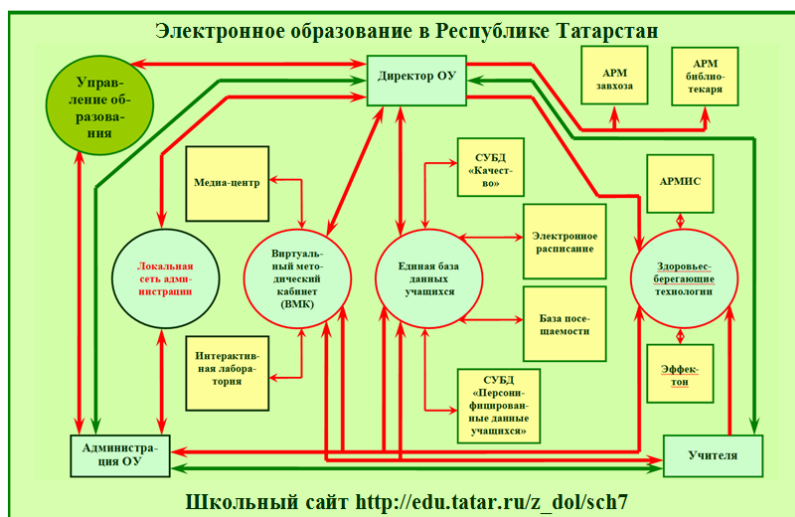 Электронное образование в Республике Татарстан
Управ-
ление об-
разова-
ния
Директор ОУ
АРМ
завхоза
АРМ
библио-
текаря
Медиа-центр
СУБД
«Качест-
во»
АРМИС
Локальная
сеть адми-
нистрации
Виртуаль-
ный мето-
дический
кабинет
(ВМК)
Единая база
данных
учащихся
Электронное
расписание
Здоровьес-
берегающие
технологии
База посе-
щаемости
Интерактив-
ная лабора-
тория
СУБД
«Персони-
фицирован-
ные данные
учащихся»
Эффек-
тон
Администра-
ция ОУ
Учителя
Школьный сайт http://edu.tatar.ru/z_dol/sch7